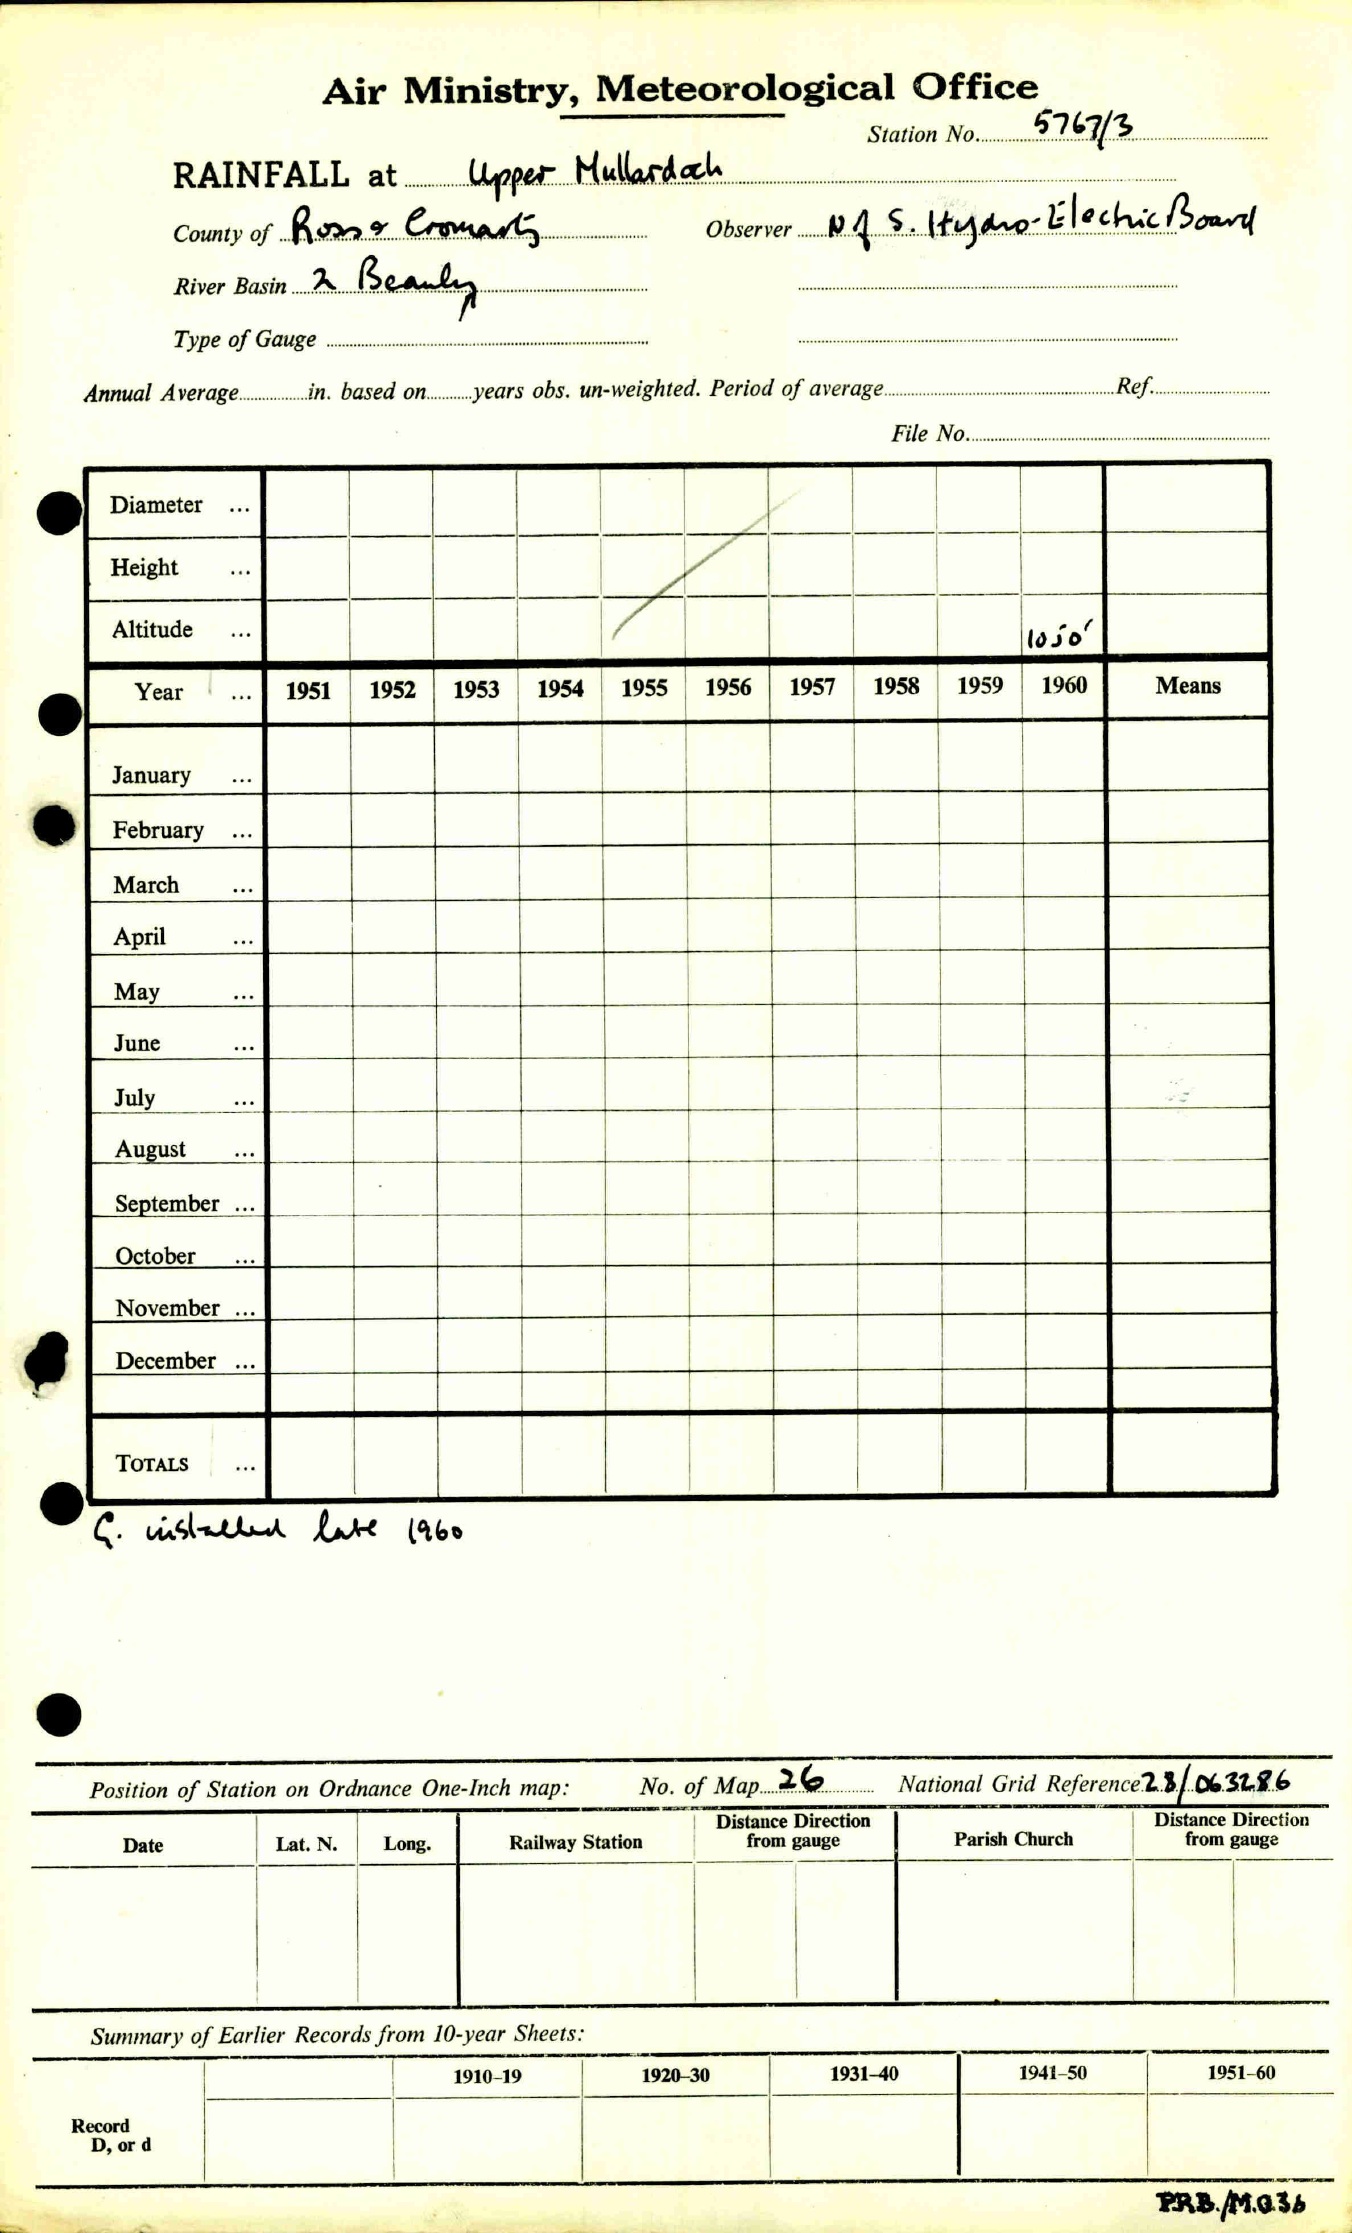 Air Ministry, Meteorological Office
Station No. 5767/3
RAINFALL at Upper Mullardoch
County of Ross & Cromarty Observer N of S. Hydro-Electric Board
River Basin 2 Beauly
Type of Gauge
Annual Average in. based on years obs. un-weighted. Period of average Ref.
File No.
Diameter ...
Height ...
Altitude ... 1050'
Year ... 1951 1952 1953 1954 1955 1956 1957 1958 1959 1960 Means
January ...
February ...
March ...
April ...
May ...
June ...
July ...
August ...
September ...
October ...
November ...
December ...
TOTALS ...
G. installed late 1960
Position of Station on Ordnance One-Inch map: No. of Map 26 National Grid Reference 28/063286
Date Lat. N. Long. Railway Station Distance Direction from gauge Parish Church Distance Direction from gauge
Summary of Earlier Records from 10-year Sheets:
1910–19 1920–30 1931–40 1941–50 1951–60
Record
D, or d